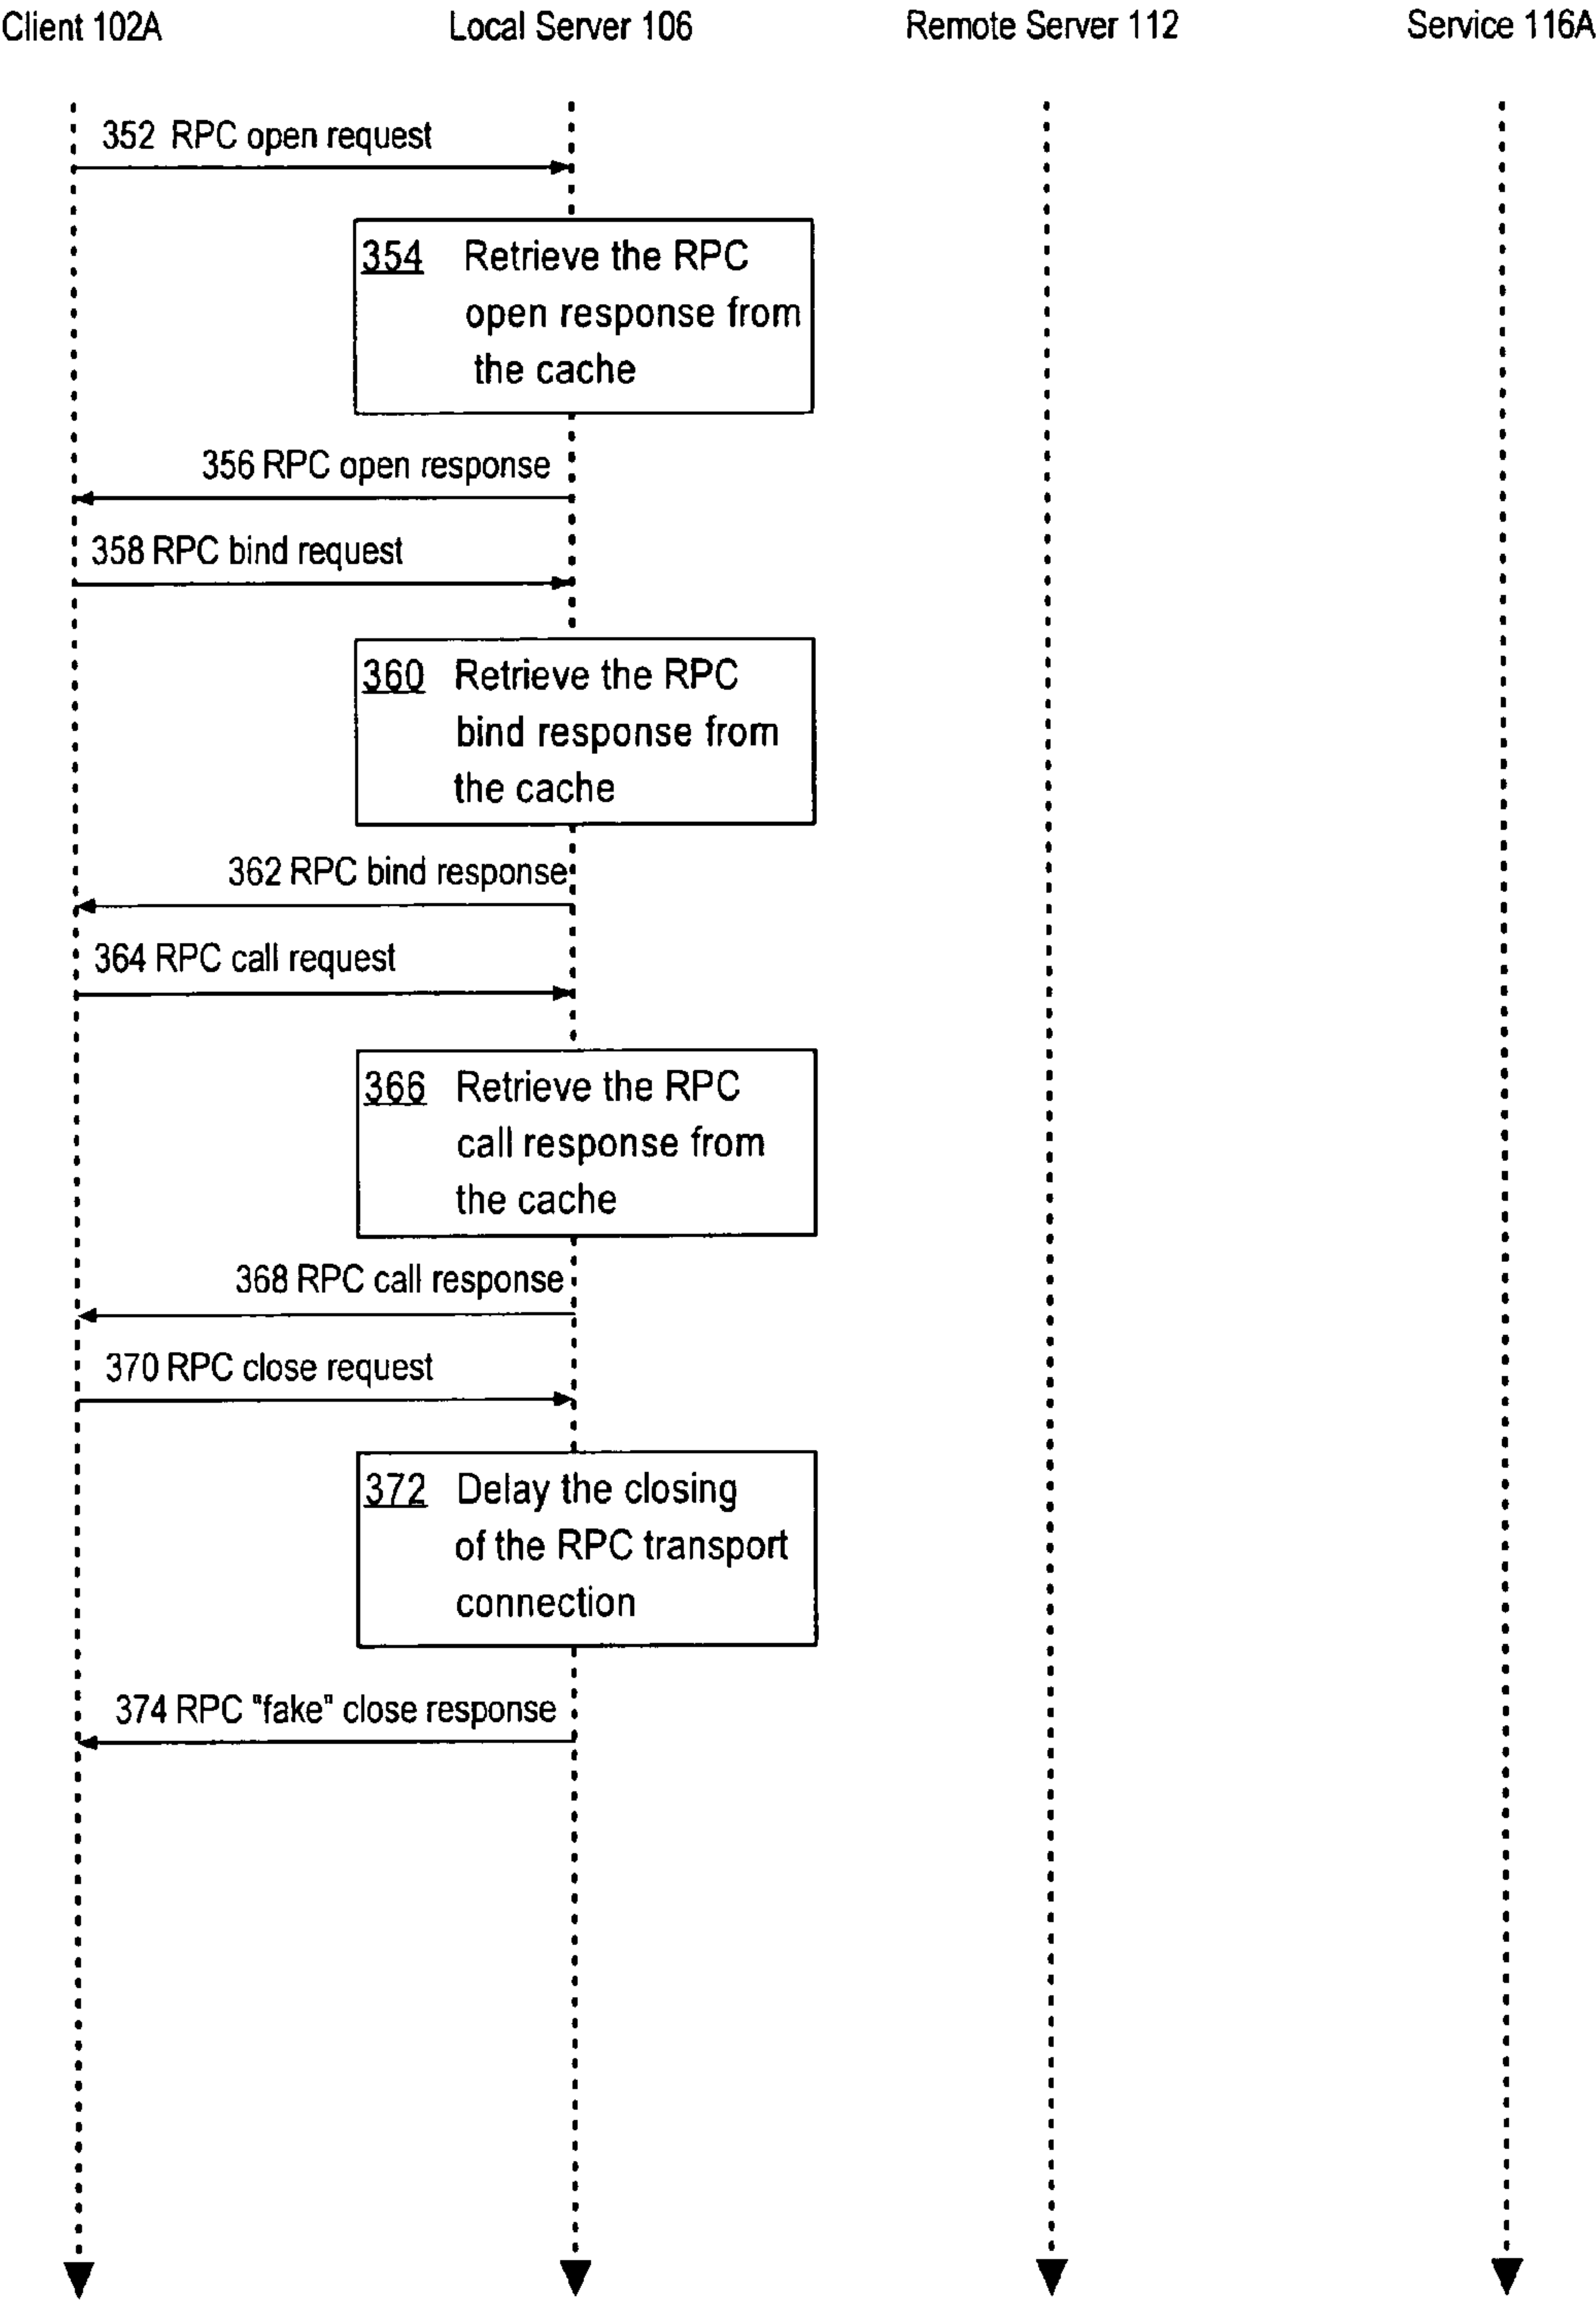 Client 102A Local Server 106 Remote Server 112 Service 116A
352 RPC open request
354 Retrieve the RPC
open response from
the cache
356 RPC open response
358 RPC bind request
360 Retrieve the RPC
bind response from
the cache
362 RPC bind response
364 RPC call request
366 Retrieve the RPC
call response from
the cache
368 RPC call response
370 RPC close request
372 Delay the closing
of the RPC transport
connection
374 RPC "fake" close response